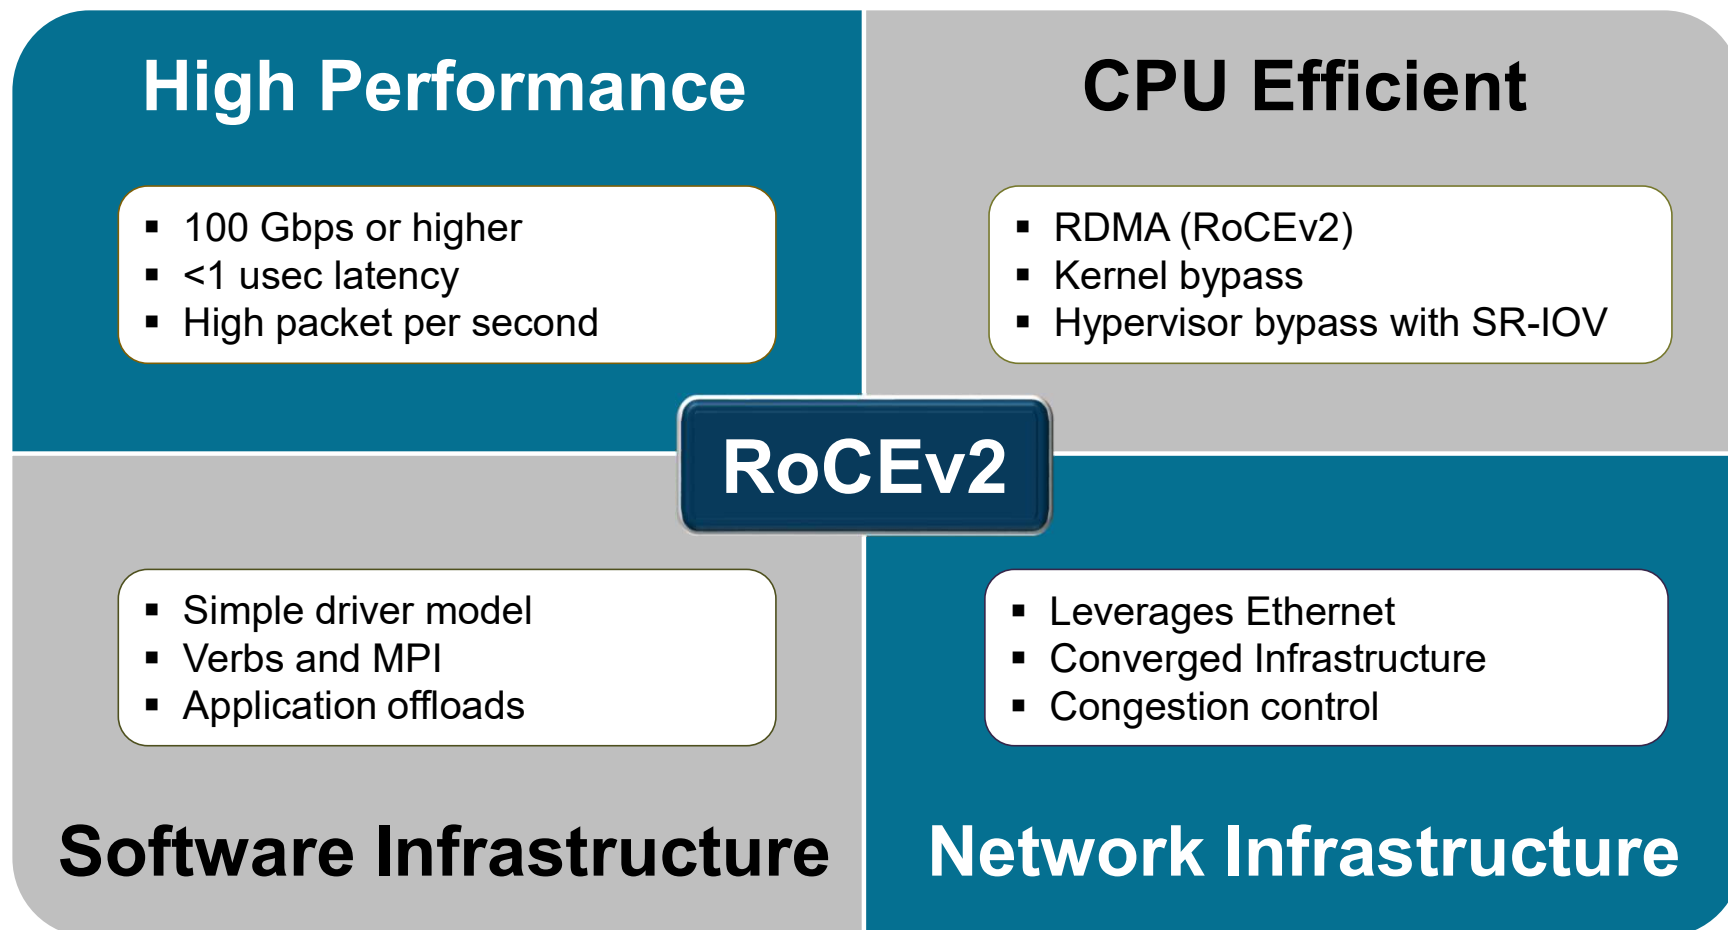 High Performance
▪ 100 Gbps or higher
▪ <1 usec latency
▪ High packet per second
CPU Efficient
▪ RDMA (RoCEv2)
▪ Kernel bypass
▪ Hypervisor bypass with SR-IOV
RoCEv2
▪ Simple driver model
▪ Verbs and MPI
▪ Application offloads
Software Infrastructure
▪ Leverages Ethernet
▪ Converged Infrastructure
▪ Congestion control
Network Infrastructure